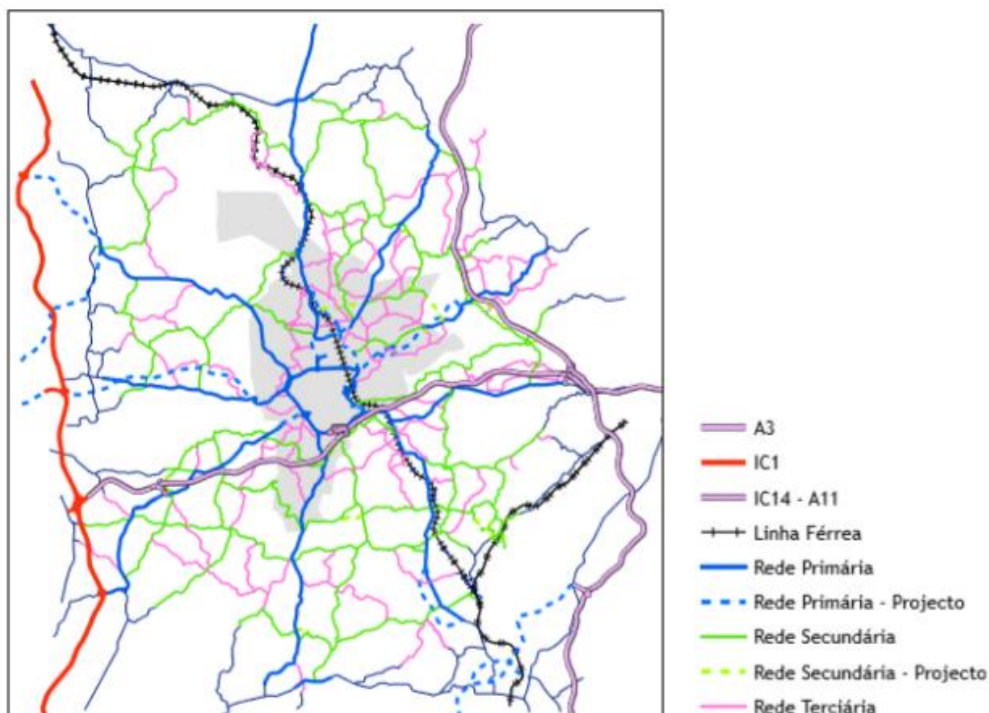 A3
IC1
IC14 - A11
Linha Férrea
Rede Primária
Rede Primária - Projecto
Rede Secundária
Rede Secundária - Projecto
Rede Terciária